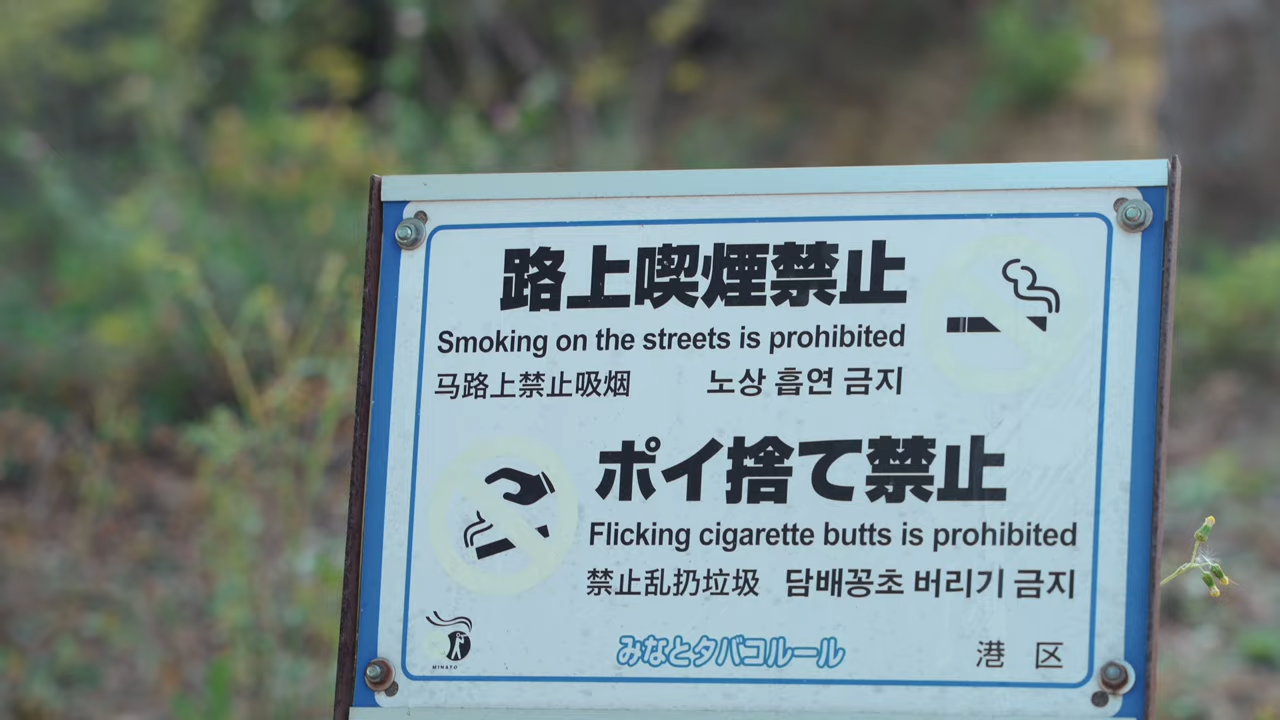 路上喫煙禁止
Smoking on the streets is prohibited
马路上禁止吸烟 노상 흡연 금지
ポイ捨て禁止
Flicking cigarette butts is prohibited
禁止乱扔垃圾 담배꽁초 버리기 금지
MINATO
みなとタバコルール
港区